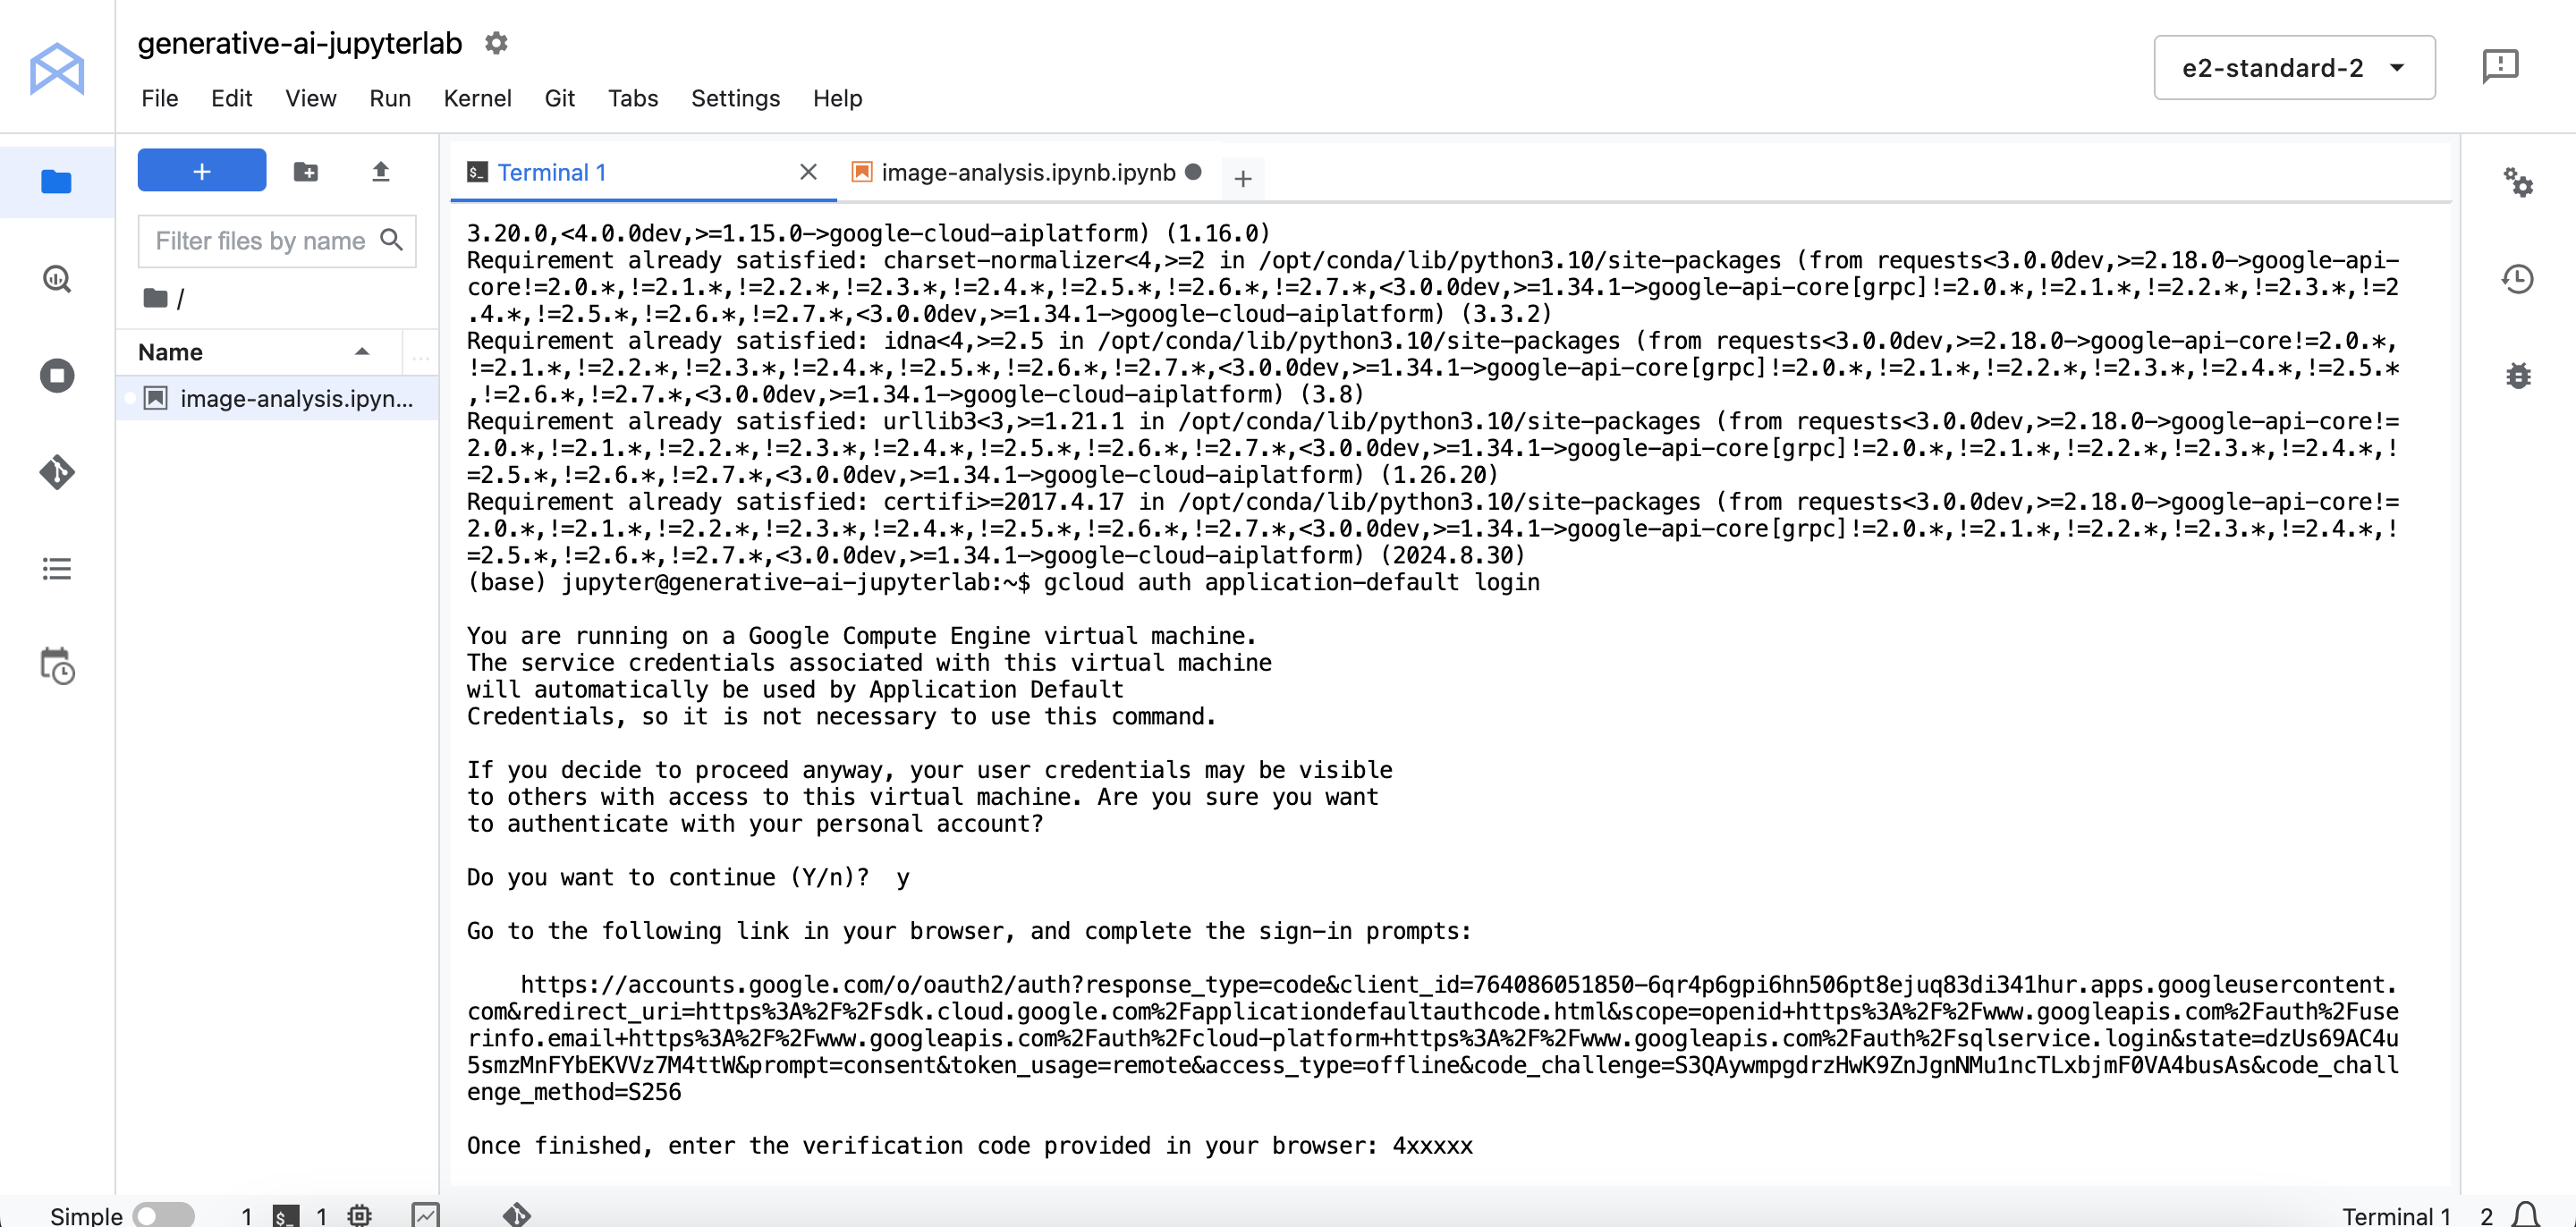 generative-ai-jupyterlab
File Edit View Run Kernel Git Tabs Settings Help
e2-standard-2
+
Filter files by name
/
Name
...
image-analysis.ipyn...
$_ Terminal 1
image-analysis.ipynb.ipynb
+
3.20.0,<4.0.0dev,>=1.15.0->google-cloud-aiplatform) (1.16.0)
Requirement already satisfied: charset-normalizer<4,>=2 in /opt/conda/lib/python3.10/site-packages (from requests<3.0.0dev,>=2.18.0->google-api-
core!=2.0.*,!=2.1.*,!=2.2.*,!=2.3.*,!=2.4.*,!=2.5.*,!=2.6.*,!=2.7.*,<3.0.0dev,>=1.34.1->google-api-core[grpc]!=2.0.*,!=2.1.*,!=2.2.*,!=2.3.*,!=2
.4.*,!=2.5.*,!=2.6.*,!=2.7.*,<3.0.0dev,>=1.34.1->google-cloud-aiplatform) (3.3.2)
Requirement already satisfied: idna<4,>=2.5 in /opt/conda/lib/python3.10/site-packages (from requests<3.0.0dev,>=2.18.0->google-api-core!=2.0.*,
!=2.1.*,!=2.2.*,!=2.3.*,!=2.4.*,!=2.5.*,!=2.6.*,!=2.7.*,<3.0.0dev,>=1.34.1->google-api-core[grpc]!=2.0.*,!=2.1.*,!=2.2.*,!=2.3.*,!=2.4.*,!=2.5.*
,!=2.6.*,!=2.7.*,<3.0.0dev,>=1.34.1->google-cloud-aiplatform) (3.8)
Requirement already satisfied: urllib3<3,>=1.21.1 in /opt/conda/lib/python3.10/site-packages (from requests<3.0.0dev,>=2.18.0->google-api-core!=
2.0.*,!=2.1.*,!=2.2.*,!=2.3.*,!=2.4.*,!=2.5.*,!=2.6.*,!=2.7.*,<3.0.0dev,>=1.34.1->google-api-core[grpc]!=2.0.*,!=2.1.*,!=2.2.*,!=2.3.*,!=2.4.*,!
=2.5.*,!=2.6.*,!=2.7.*,<3.0.0dev,>=1.34.1->google-cloud-aiplatform) (1.26.20)
Requirement already satisfied: certifi>=2017.4.17 in /opt/conda/lib/python3.10/site-packages (from requests<3.0.0dev,>=2.18.0->google-api-core!=
2.0.*,!=2.1.*,!=2.2.*,!=2.3.*,!=2.4.*,!=2.5.*,!=2.6.*,!=2.7.*,<3.0.0dev,>=1.34.1->google-api-core[grpc]!=2.0.*,!=2.1.*,!=2.2.*,!=2.3.*,!=2.4.*,!
=2.5.*,!=2.6.*,!=2.7.*,<3.0.0dev,>=1.34.1->google-cloud-aiplatform) (2024.8.30)
(base) jupyter@generative-ai-jupyterlab:~$ gcloud auth application-default login
You are running on a Google Compute Engine virtual machine.
The service credentials associated with this virtual machine
will automatically be used by Application Default
Credentials, so it is not necessary to use this command.
If you decide to proceed anyway, your user credentials may be visible
to others with access to this virtual machine. Are you sure you want
to authenticate with your personal account?
Do you want to continue (Y/n)?  y
Go to the following link in your browser, and complete the sign-in prompts:
https://accounts.google.com/o/oauth2/auth?response_type=code&client_id=764086051850-6qr4p6gpi6hn506pt8ejuq83di341hur.apps.googleusercontent.
com&redirect_uri=https%3A%2F%2Fsdk.cloud.google.com%2Fapplicationdefaultauthcode.html&scope=openid+https%3A%2F%2Fwww.googleapis.com%2Fauth%2Fuse
rinfo.email+https%3A%2F%2Fwww.googleapis.com%2Fauth%2Fcloud-platform+https%3A%2F%2Fwww.googleapis.com%2Fauth%2Fsqlservice.login&state=dzUs69AC4u
5smzMnFYbEKVVz7M4ttW&prompt=consent&token_usage=remote&access_type=offline&code_challenge=S3QAywmpgdrzHwK9ZnJgnNMu1ncTLxbjmF0VA4busAs&code_chall
enge_method=S256
Once finished, enter the verification code provided in your browser: 4xxxxx
Simple 1 $_ 1 Terminal 1 2